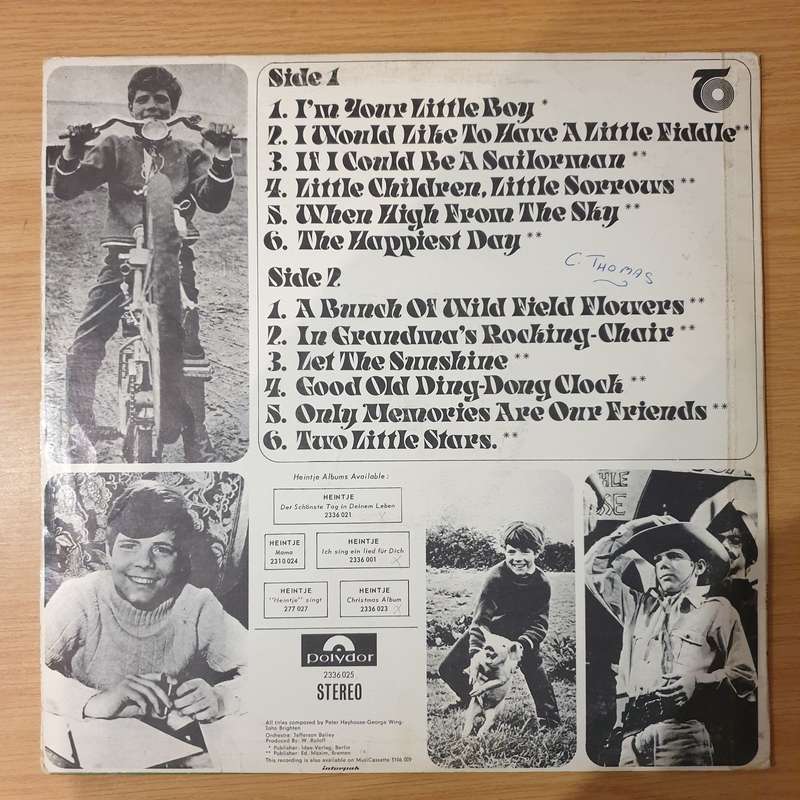 Side 1
1. I'm Your Little Boy *
2. I Would Like To Have A Little Fiddle**
3. If I Could Be A Sailorman **
4. Little Children, Little Sorrows **
5. When High From The Sky **
6. The Happiest Day **
C. THOMAS
Side 2
1. A Bunch Of Wild Field Flowers **
2. In Grandma's Rocking-Chair **
3. Let The Sunshine **
4. Good Old Ding-Dong Clock **
5. Only Memories Are Our Friends **
6. Two Little Stars. **
Heintje Albums Available:
HEINTJE
Der Schönste Tag in Deinem Leben
2336 021
HEINTJE
Mama
2310 024
HEINTJE
Ich sing ein lied für Dich
2336 001
HEINTJE
"Heintje" singt
277 027
HEINTJE
Christmas Album
2336 023
polydor
2336 025
STEREO
All titles composed by Peter Heyhouse-George Wing-
John Brighten
Orchestra: Jefferson Bailey
Produced By: W. Roloff
* Publisher: Idee Verlag, Berlin
** Publisher: Ed. Maxim, Bremen
This recording is also available on MusiCassette 3106 009
interpak